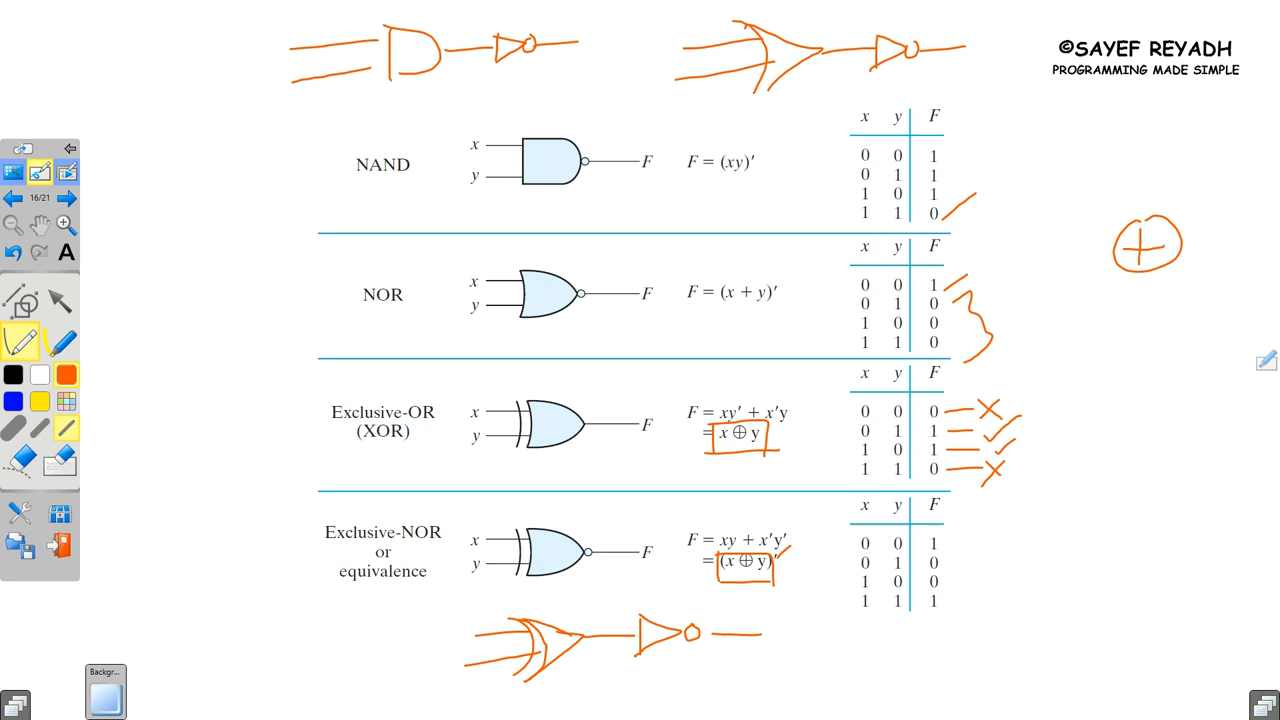 ©SAYEF REYADH
PROGRAMMING MADE SIMPLE
16/21
A
NAND
x
y
F
F = (xy)′
x y F
0 0 1
0 1 1
1 0 1
1 1 0
NOR
x
y
F
F = (x + y)′
x y F
0 0 1
0 1 0
1 0 0
1 1 0
Exclusive-OR
(XOR)
x
y
F
F = xy′ + x′y
= x ⊕ y
x y F
0 0 0
0 1 1
1 0 1
1 1 0
Exclusive-NOR
or
equivalence
x
y
F
F = xy + x′y′
= (x ⊕ y)′
x y F
0 0 1
0 1 0
1 0 0
1 1 1
Backgr...